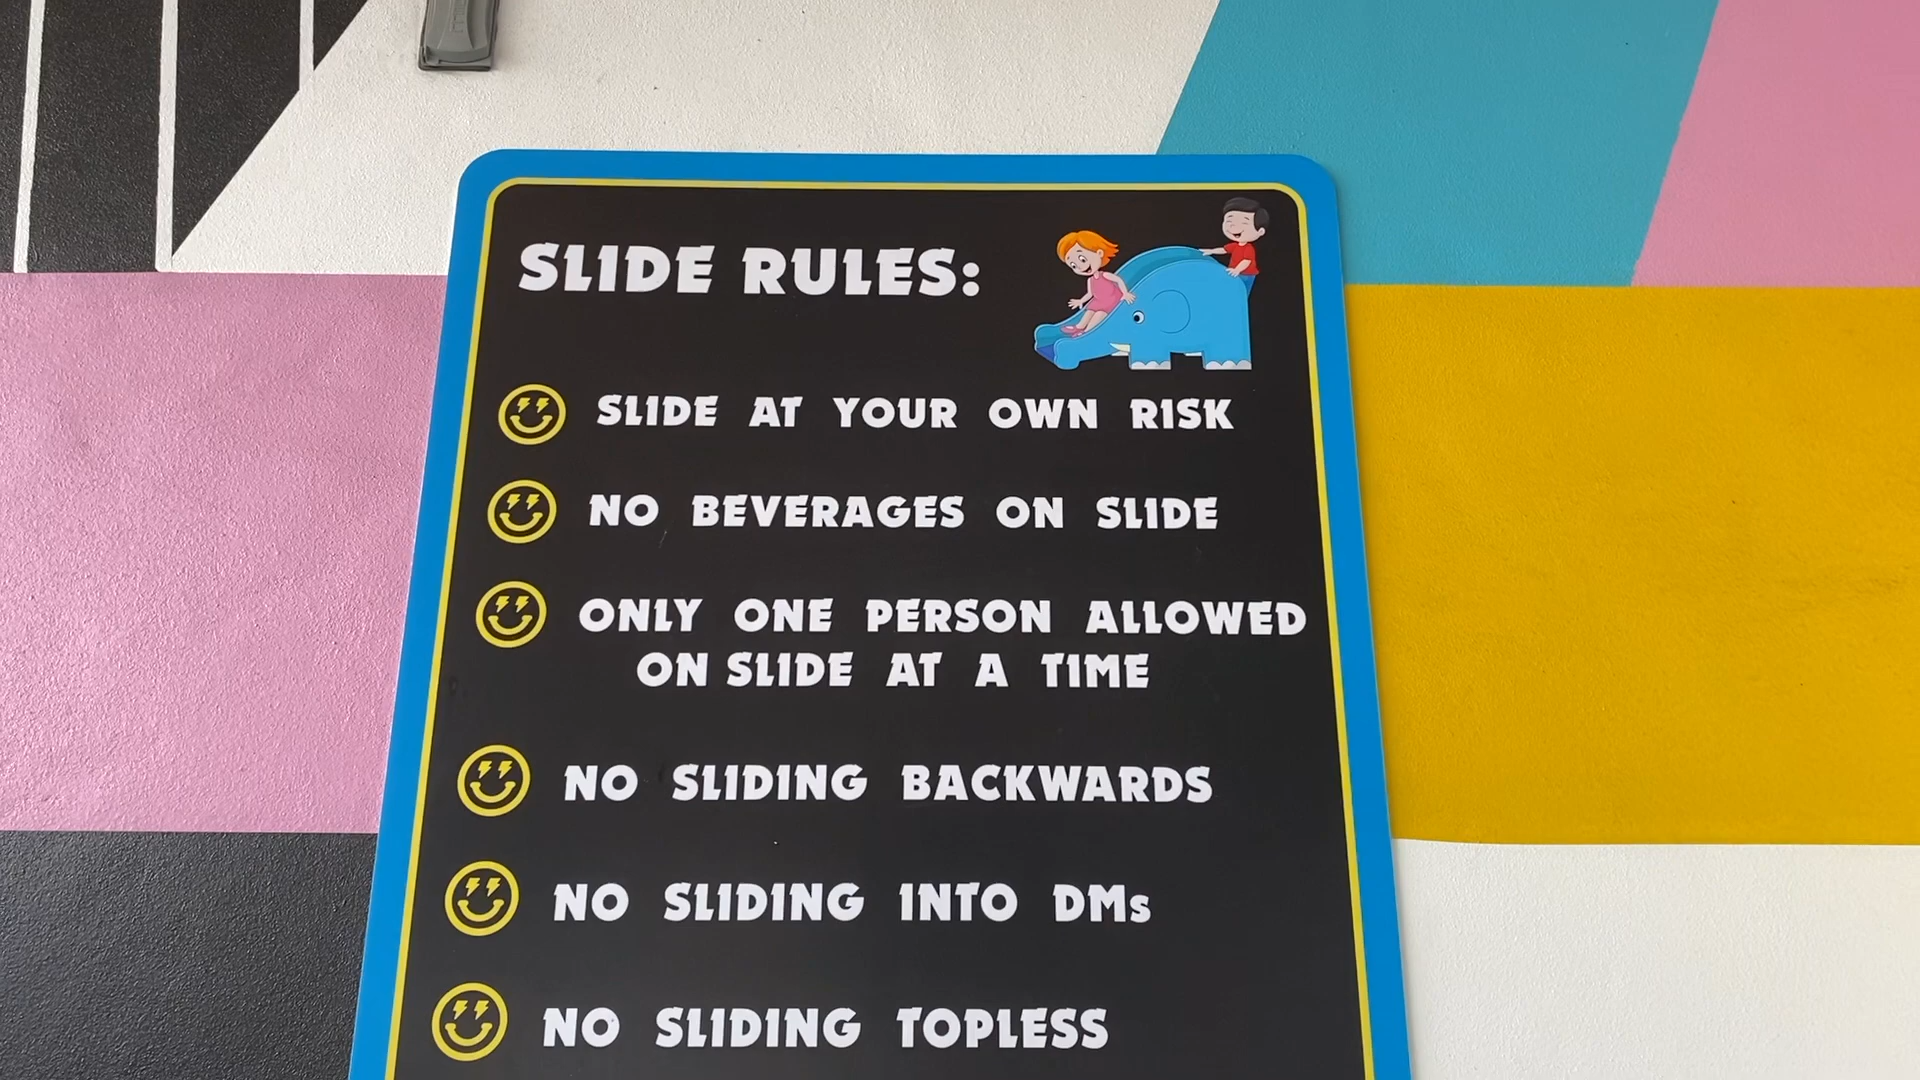 SLIDE RULES:
SLIDE AT YOUR OWN RISK
NO BEVERAGES ON SLIDE
ONLY ONE PERSON ALLOWED
ON SLIDE AT A TIME
NO SLIDING BACKWARDS
NO SLIDING INTO DMs
NO SLIDING TOPLESS